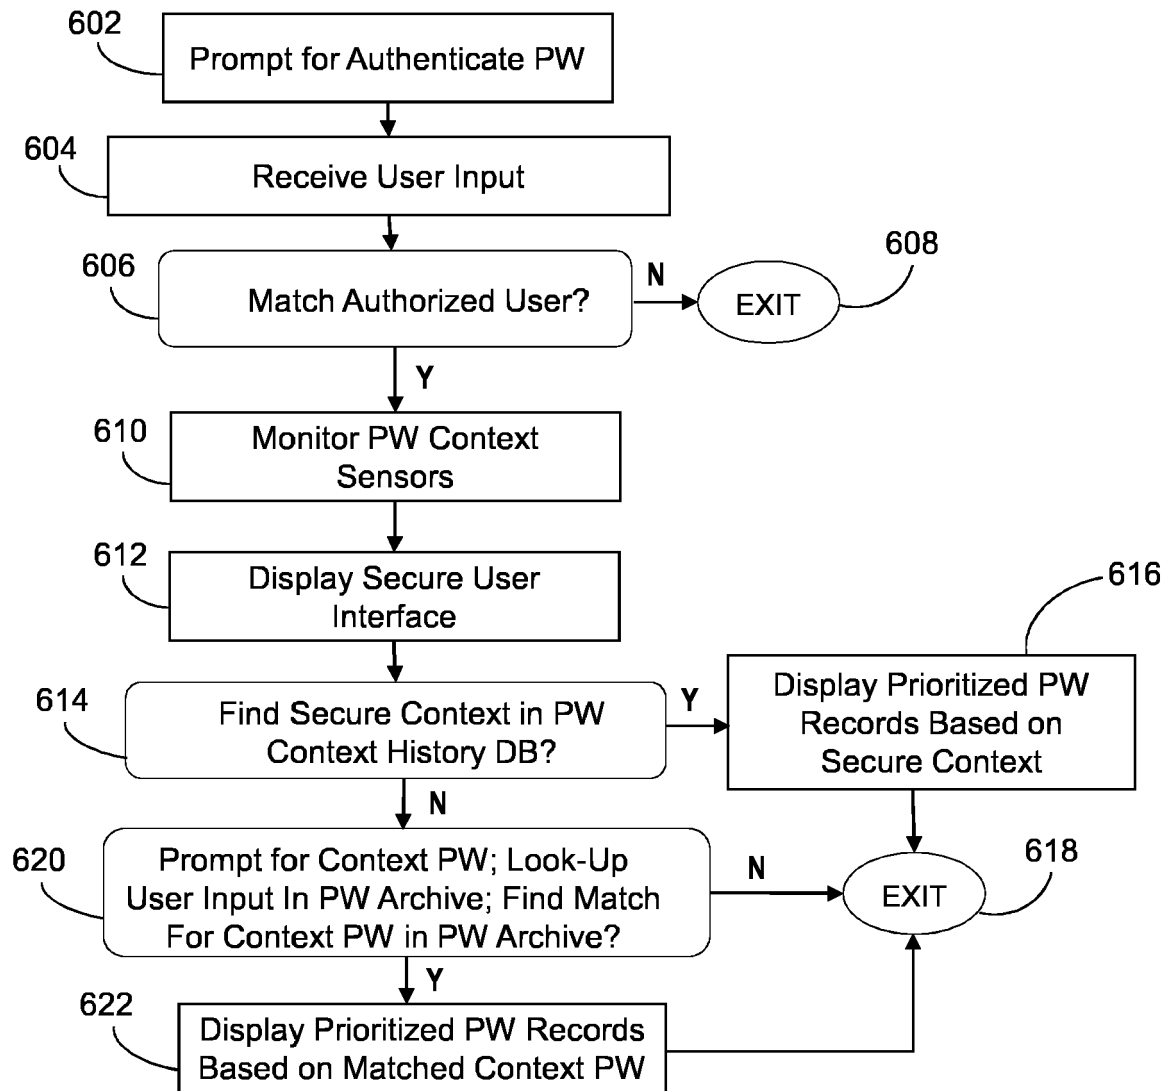 602
Prompt for Authenticate PW
604
Receive User Input
606
Match Authorized User?
N
EXIT
608
Y
610
Monitor PW Context
Sensors
612
Display Secure User
Interface
614
Find Secure Context in PW
Context History DB?
Y
616
Display Prioritized PW
Records Based on
Secure Context
N
620
Prompt for Context PW; Look-Up
User Input In PW Archive; Find Match
For Context PW in PW Archive?
N
EXIT
618
Y
622
Display Prioritized PW Records
Based on Matched Context PW